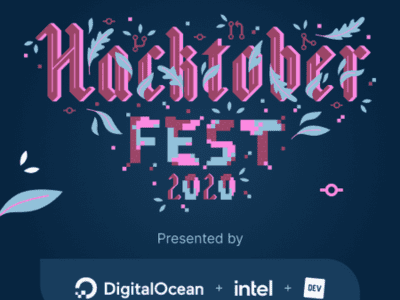 Hacktober
FEST
2020
Presented by
DigitalOcean + intel + DEV